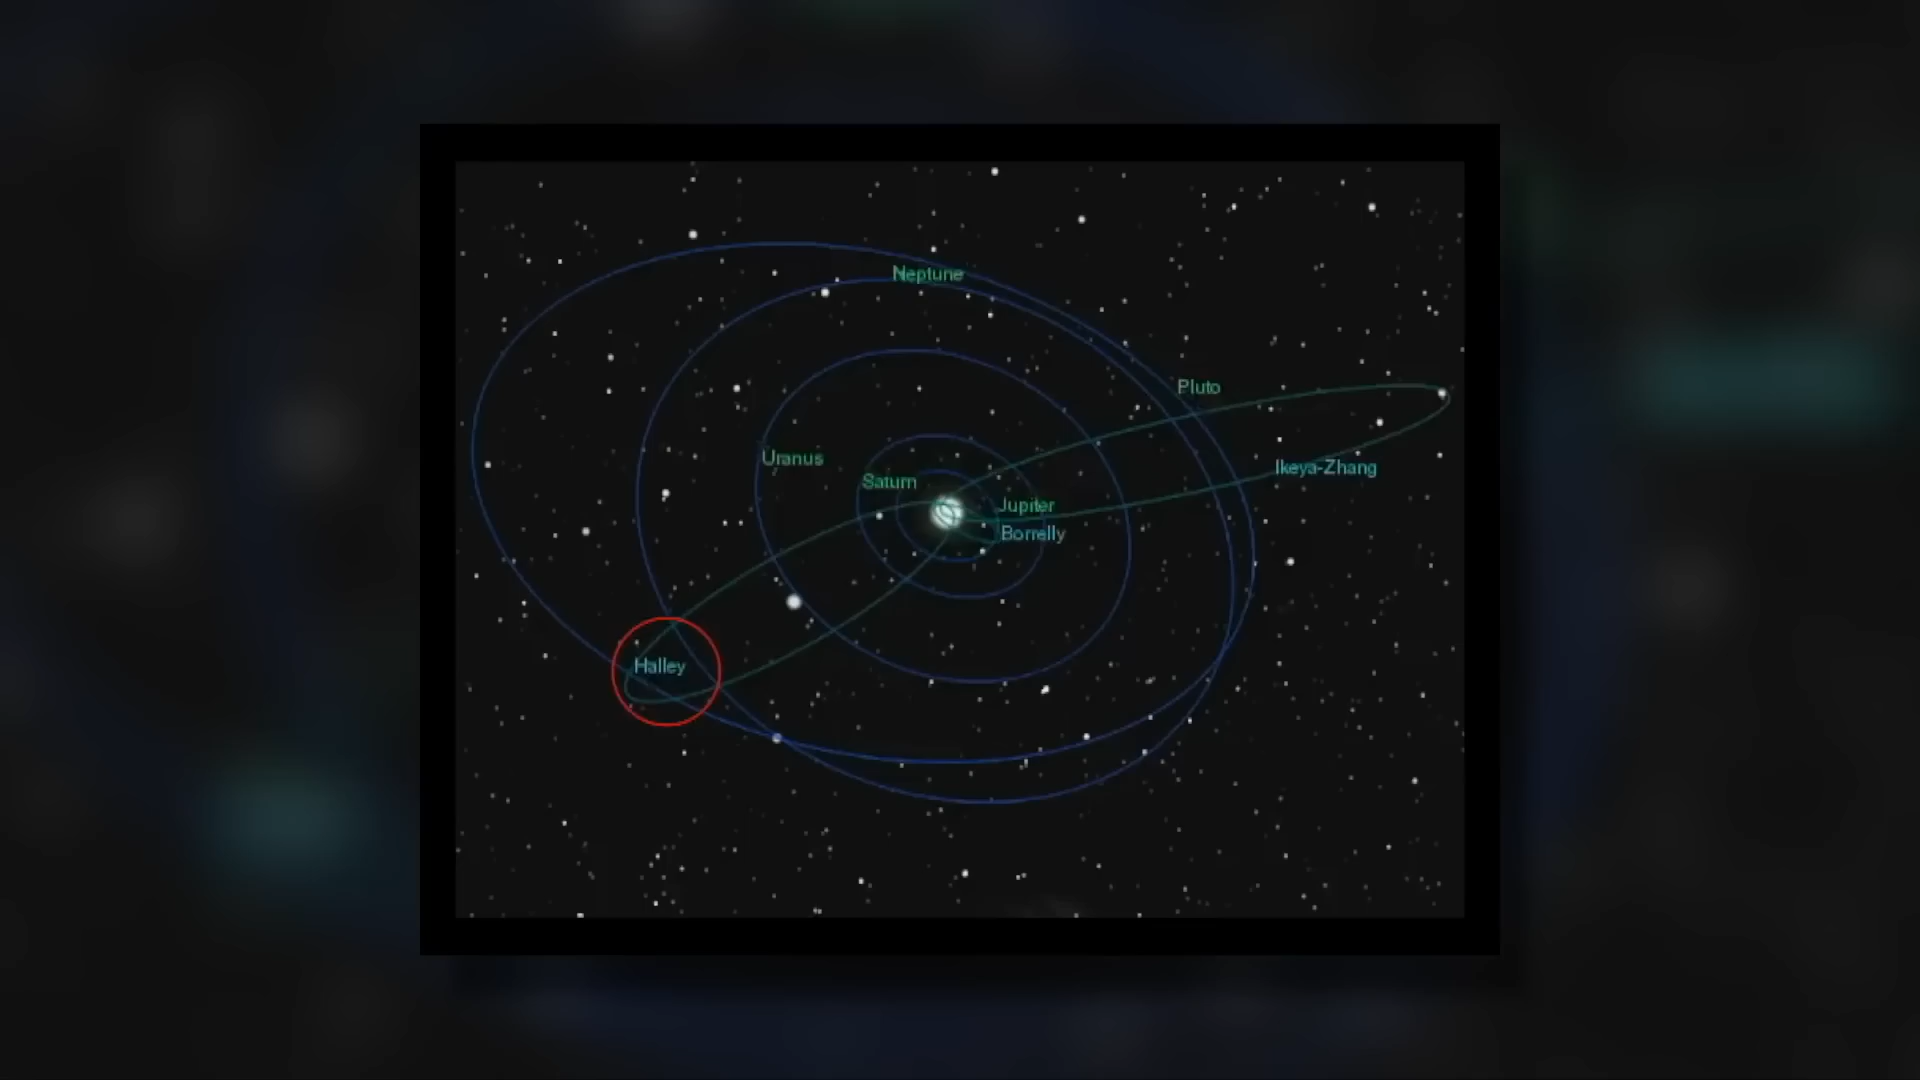 Neptune
Pluto
Uranus
Ikeya-Zhang
Saturn
Jupiter
Borrelly
Halley